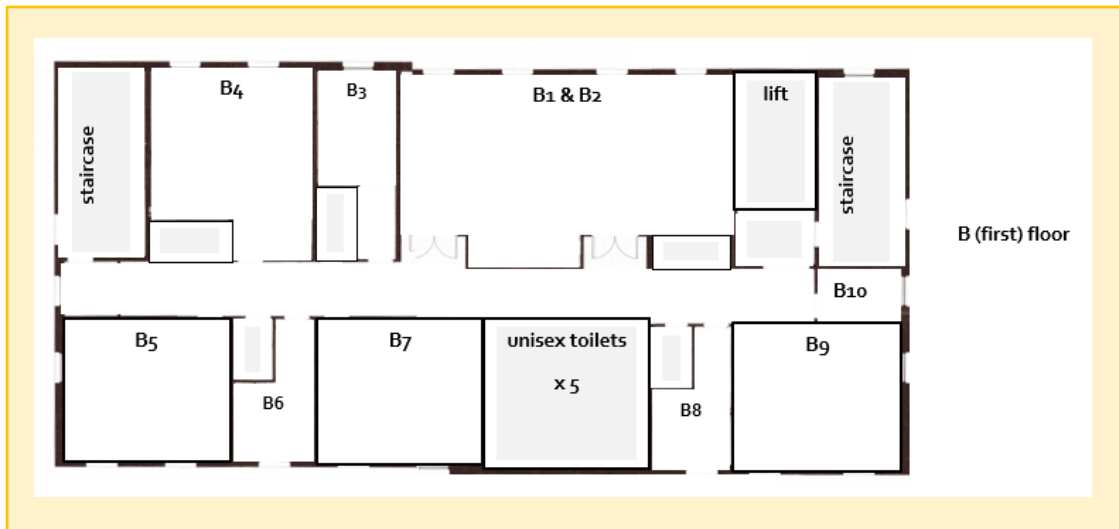 B4
B3
B1 & B2
lift
staircase
staircase
B (first) floor
B10
B5
B7
unisex toilets
x 5
B9
B6
B8